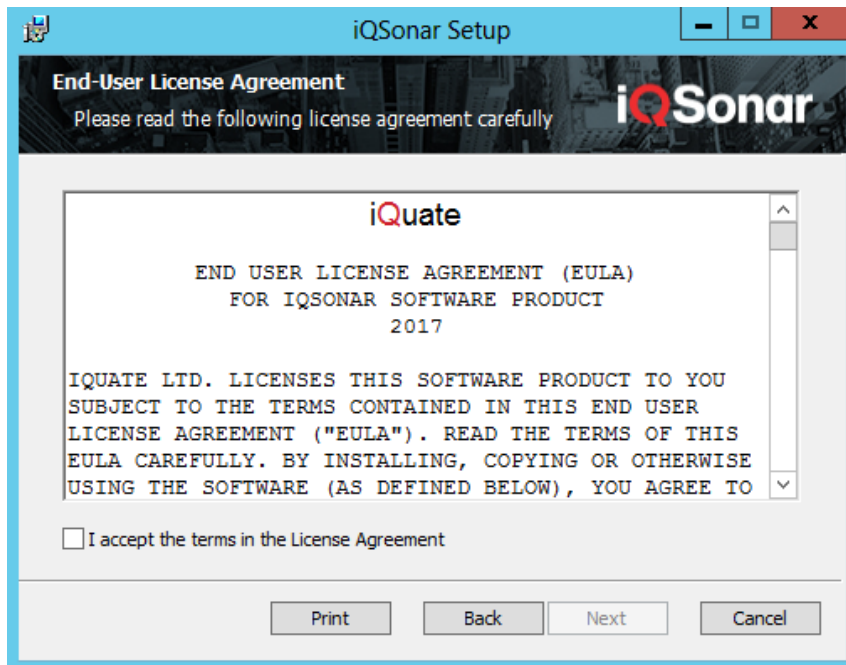 iQSonar Setup
End-User License Agreement
Please read the following license agreement carefully
iQSonar
iQuate
END USER LICENSE AGREEMENT (EULA)
FOR IQSONAR SOFTWARE PRODUCT
2017
IQUATE LTD. LICENSES THIS SOFTWARE PRODUCT TO YOU
SUBJECT TO THE TERMS CONTAINED IN THIS END USER
LICENSE AGREEMENT ("EULA"). READ THE TERMS OF THIS
EULA CAREFULLY. BY INSTALLING, COPYING OR OTHERWISE
USING THE SOFTWARE (AS DEFINED BELOW), YOU AGREE TO
I accept the terms in the License Agreement
Print Back Next Cancel